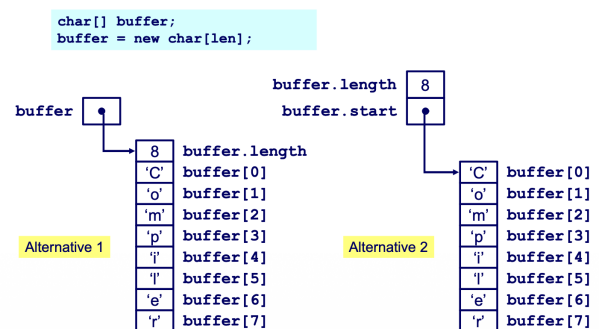 char[] buffer;
buffer = new char[len];
buffer.length 8
buffer buffer.start
8 buffer.length
'C' buffer[0] 'C' buffer[0]
'o' buffer[1] 'o' buffer[1]
'm' buffer[2] 'm' buffer[2]
'p' buffer[3] 'p' buffer[3]
Alternative 1 Alternative 2
'i' buffer[4] 'i' buffer[4]
'l' buffer[5] 'l' buffer[5]
'e' buffer[6] 'e' buffer[6]
'r' buffer[7] 'r' buffer[7]